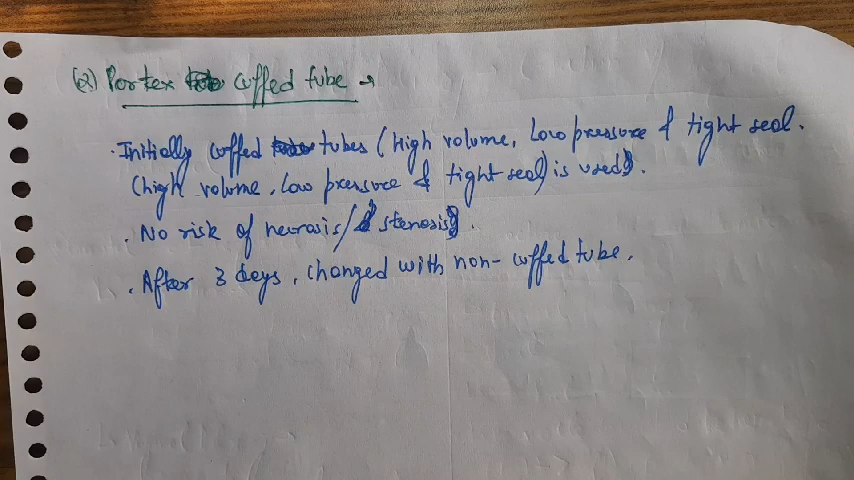 (2) Portex cuffed tube →
· Initially cuffed tubes (High volume, Low pressure & tight seal.
(high volume, Low pressure & tight seal) is used.
· No risk of necrosis/ stenosis.
· After 3 days, changed with non-cuffed tube.